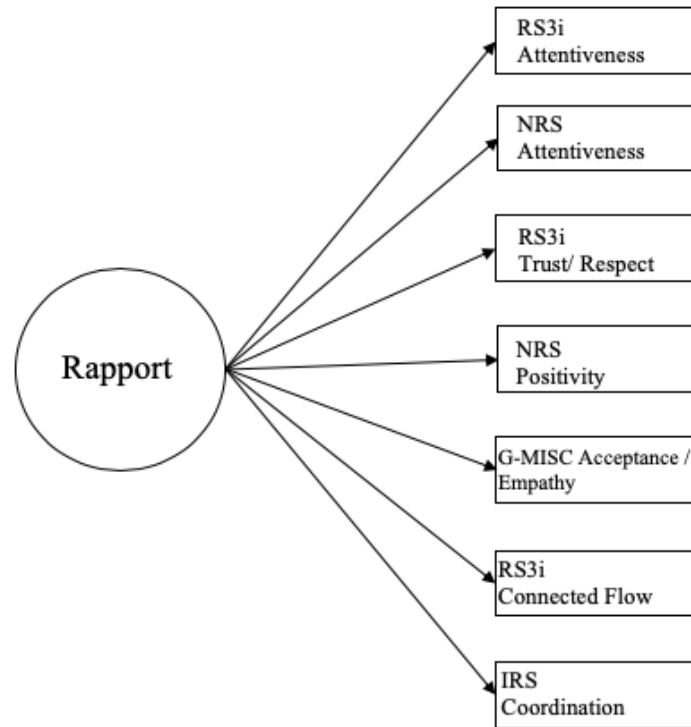 RS3i
Attentiveness
NRS
Attentiveness
RS3i
Trust/ Respect
Rapport
NRS
Positivity
G-MISC Acceptance /
Empathy
RS3i
Connected Flow
IRS
Coordination